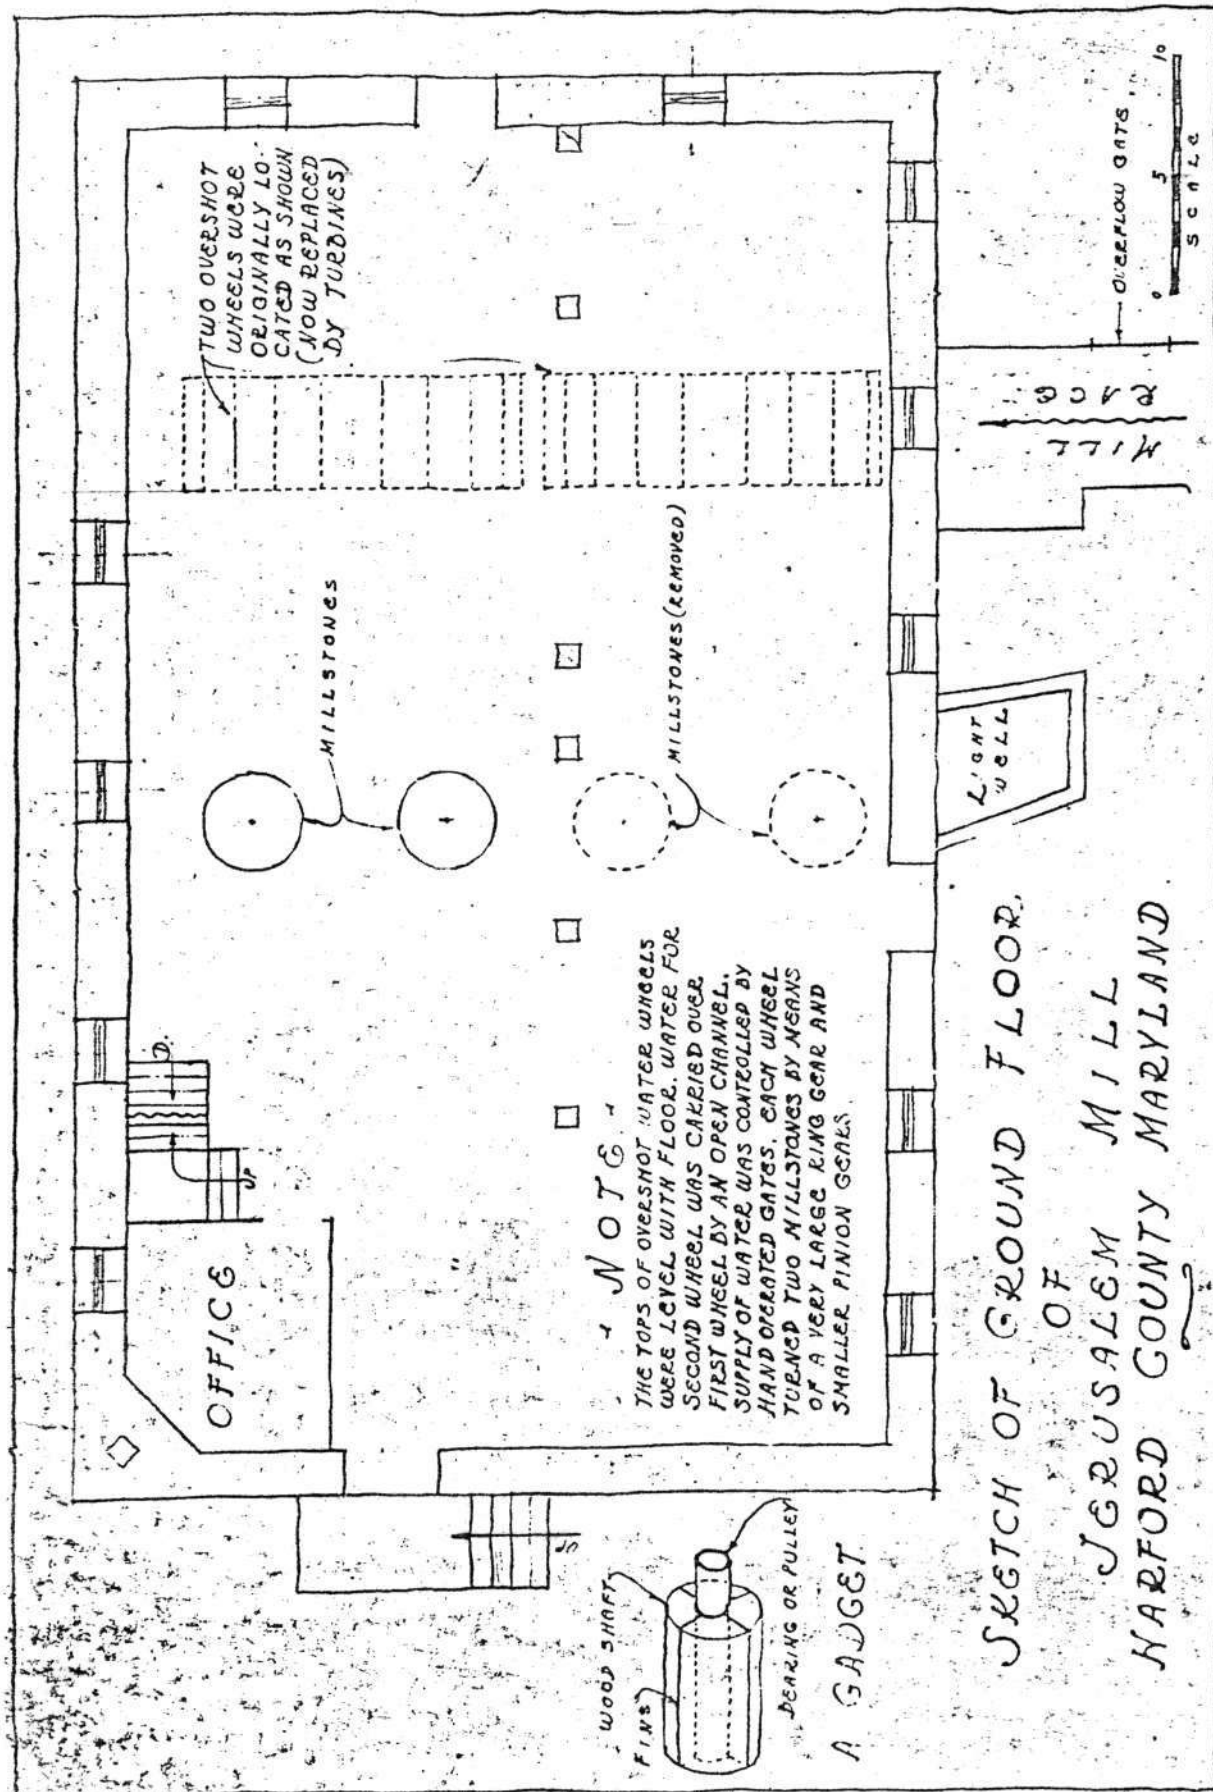 TWO OVERSHOT
WHEELS WERE
ORIGINALLY LO-
CATED AS SHOWN
(NOW REPLACED
BY TURBINES)
MILLSTONES
MILLSTONES (REMOVED)
OFFICE
UP
D
NOTE
THE TOPS OF OVERSHOT WATER WHEELS
WERE LEVEL WITH FLOOR. WATER FOR
SECOND WHEEL WAS CARRIED OVER
FIRST WHEEL BY AN OPEN CHANNEL.
SUPPLY OF WATER WAS CONTROLLED BY
HAND OPERATED GATES. EACH WHEEL
TURNED TWO MILLSTONES BY MEANS
OF A VERY LARGE RING GEAR AND
SMALLER PINION GEARS.
UP
LIGHT
WELL
MILL
RACE
OVERFLOW GATE
0 5 10
SCALE
WOOD SHAFT
FINS
BEARING OR PULLEY
A GADGET
SKETCH OF GROUND FLOOR
OF
JERUSALEM MILL
HARFORD COUNTY MARYLAND